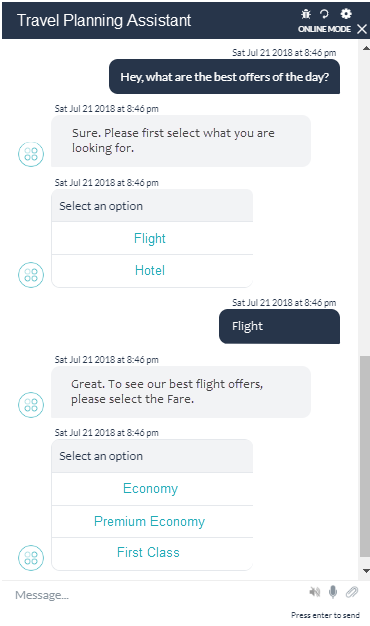 Travel Planning Assistant
ONLINE MODE
Sat Jul 21 2018 at 8:46 pm
Hey, what are the best offers of the day?
Sat Jul 21 2018 at 8:46 pm
Sure. Please first select what you are
looking for.
Sat Jul 21 2018 at 8:46 pm
Select an option
Flight
Hotel
Sat Jul 21 2018 at 8:46 pm
Flight
Sat Jul 21 2018 at 8:46 pm
Great. To see our best flight offers,
please select the Fare.
Sat Jul 21 2018 at 8:46 pm
Select an option
Economy
Premium Economy
First Class
Message...
Press enter to send